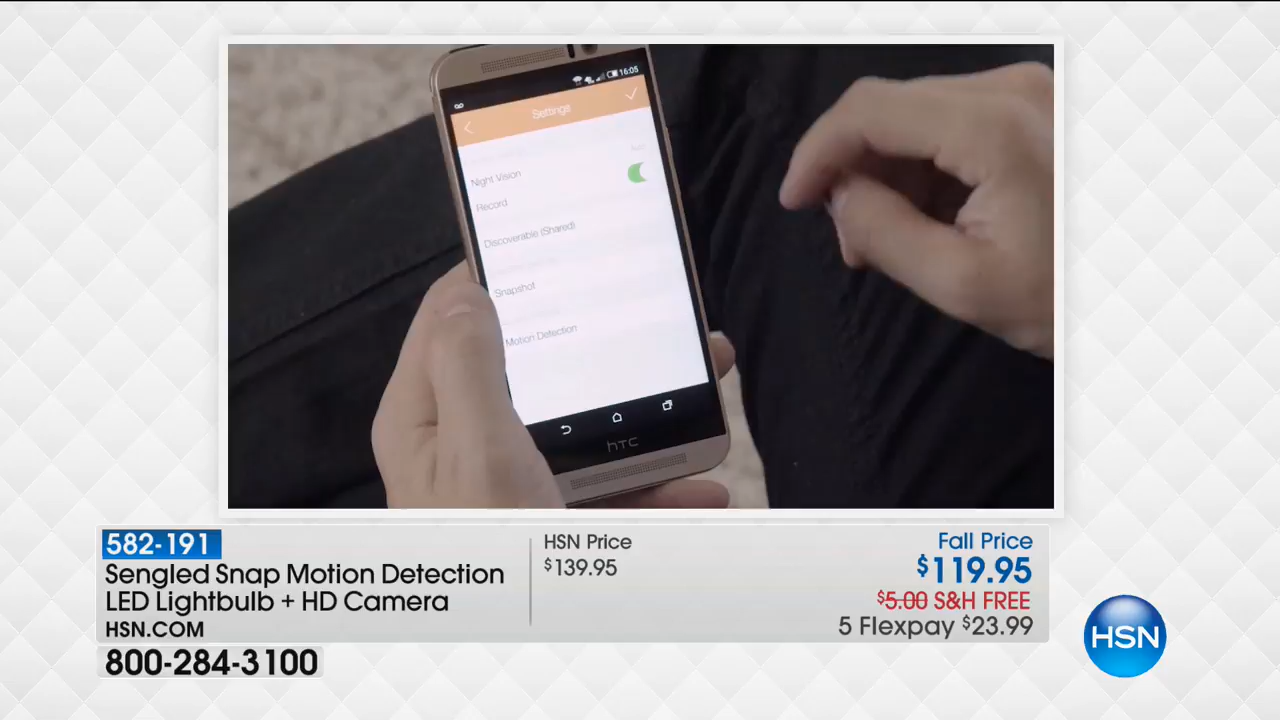 16:05
Settings
Night Vision
Record
Discoverable (Shared)
Snapshot
Motion Detection
hTC
582-191
Sengled Snap Motion Detection
LED Lightbulb + HD Camera
HSN.COM
800-284-3100
HSN Price
$139.95
Fall Price
$119.95
$5.00 S&H FREE
5 Flexpay $23.99
HSN